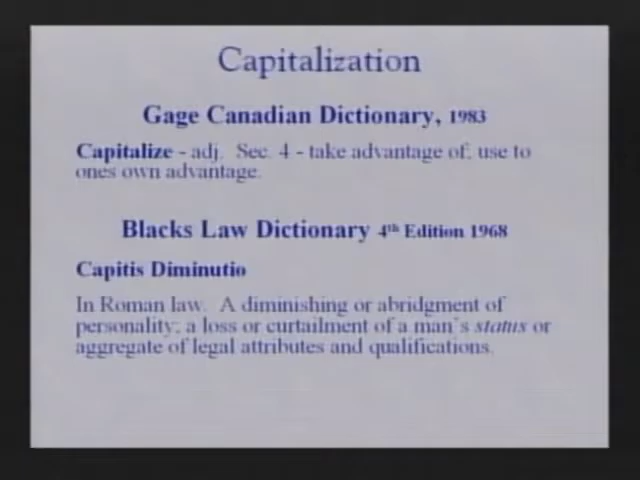 Capitalization
Gage Canadian Dictionary, 1983
Capitalize - adj. Sec. 4 - take advantage of; use to
ones own advantage.
Blacks Law Dictionary 4th Edition 1968
Capitis Diminutio
In Roman law. A diminishing or abridgment of
personality; a loss or curtailment of a man's status or
aggregate of legal attributes and qualifications.